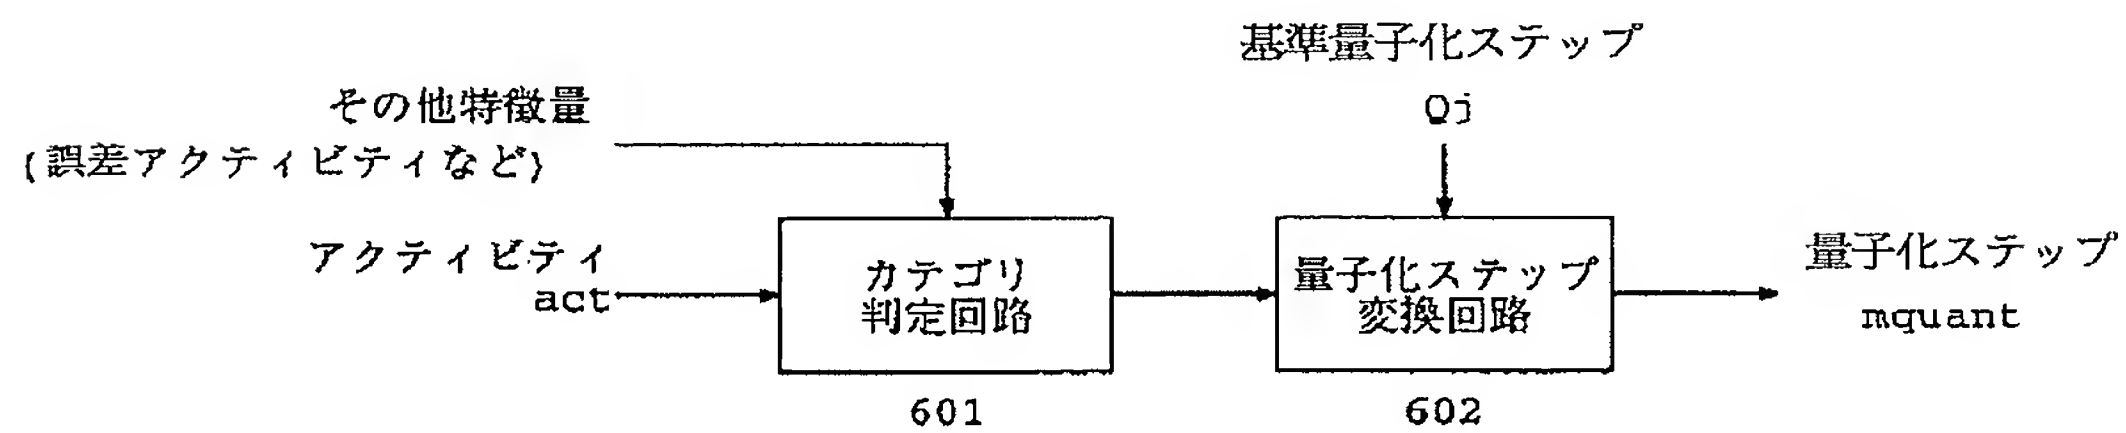 基準量子化ステップ
Qj
その他特徴量
(誤差アクティビティなど)
アクティビティ
act
カテゴリ
判定回路
量子化ステップ
変換回路
量子化ステップ
mquant
601
602